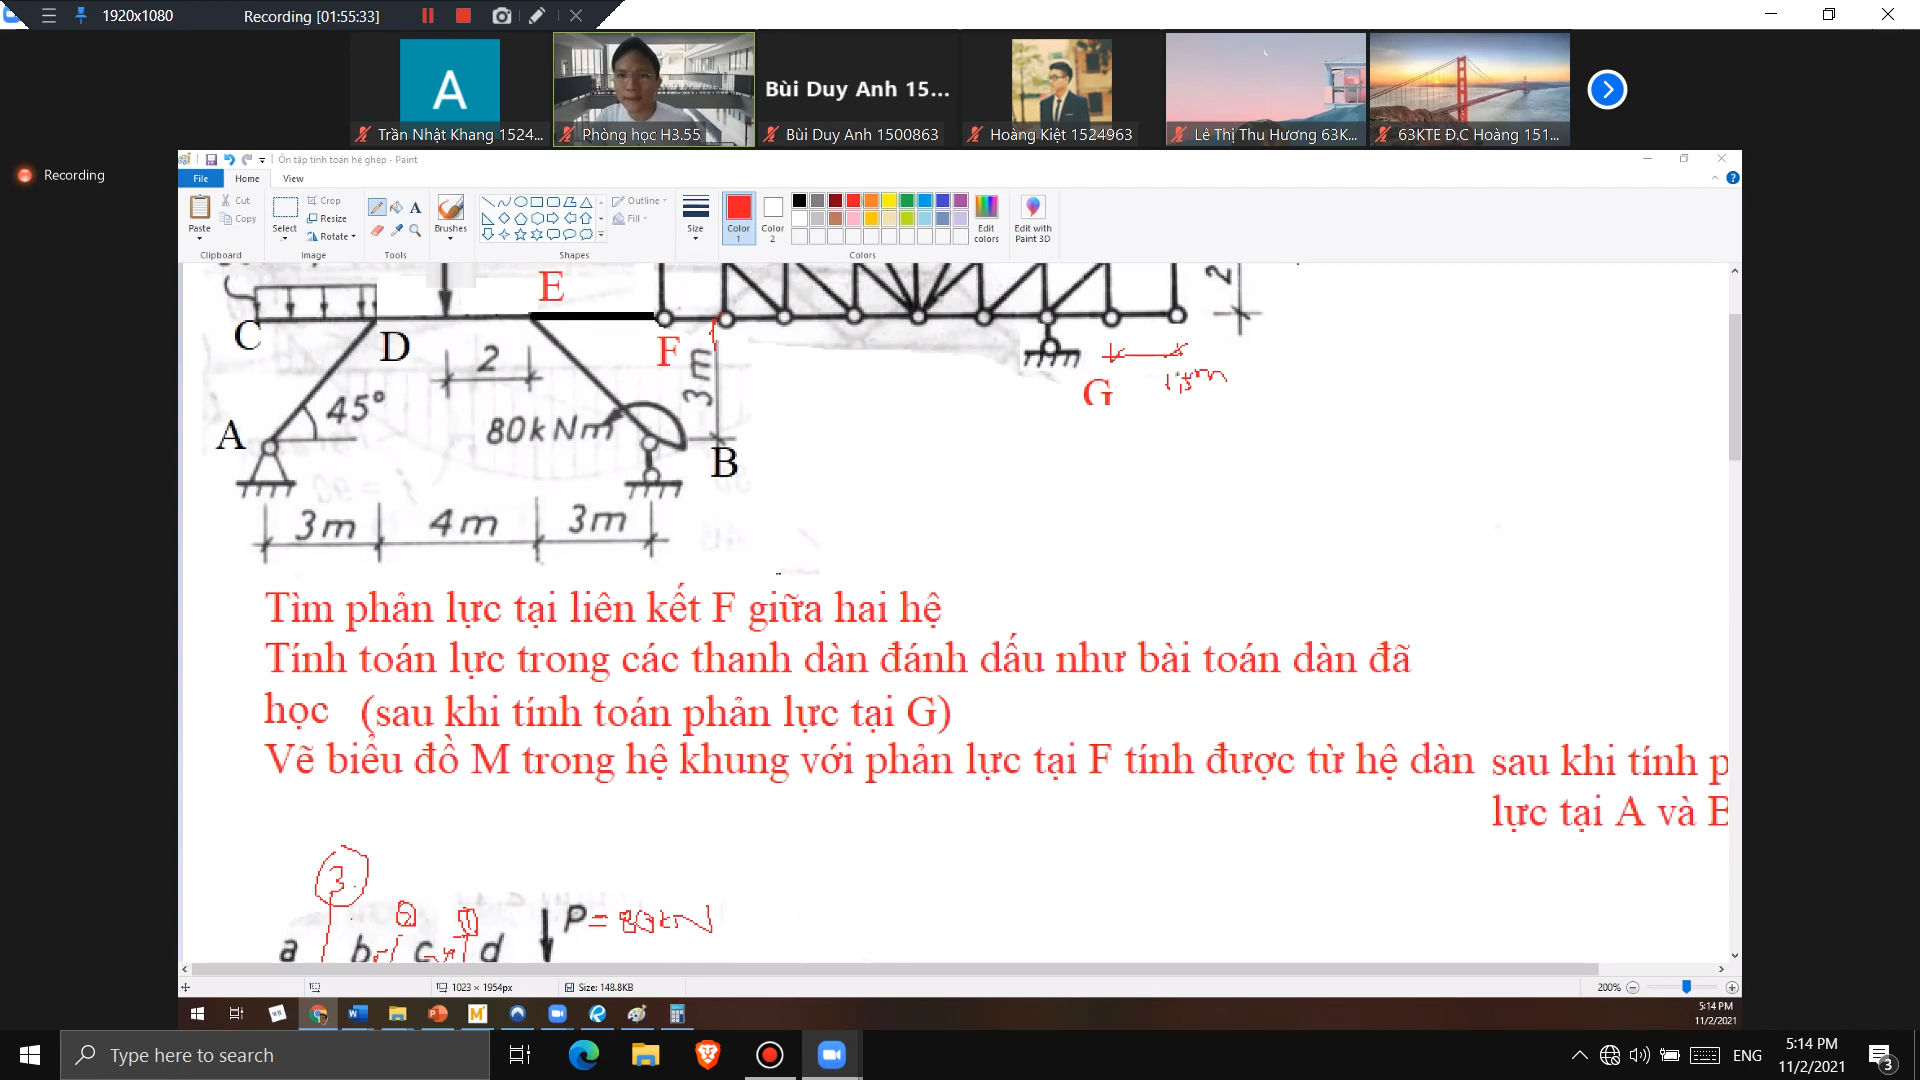 1920x1080
Recording [01:55:33]
A
Trần Nhật Khang 1524...
Phòng học H3.55
Bùi Duy Anh 15...
Bùi Duy Anh 1500863
Hoàng Kiệt 1524963
Lê Thị Thu Hương 63K...
63KTE Đ.C Hoàng 151...
Recording
Ôn tập tính toán hệ ghép - Paint
File
Home
View
Paste
Cut
Copy
Clipboard
Select
Crop
Resize
Rotate
Image
A
Tools
Brushes
Shapes
Outline
Fill
Size
Color 1
Color 2
Colors
Edit colors
Edit with Paint 3D
E
2
C
D
F
2
3m
1,5m
G
45°
A
80kNm
B
3m
4m
3m
Tìm phản lực tại liên kết F giữa hai hệ
Tính toán lực trong các thanh dàn đánh dấu như bài toán dàn đã
học (sau khi tính toán phản lực tại G)
Vẽ biểu đồ M trong hệ khung với phản lực tại F tính được từ hệ dàn sau khi tính p
lực tại A và B
3
2
1
P = 80kN
a b c d
1023 × 1954px
Size: 148.8KB
200%
5:14 PM
11/2/2021
Type here to search
ENG
5:14 PM
11/2/2021
3